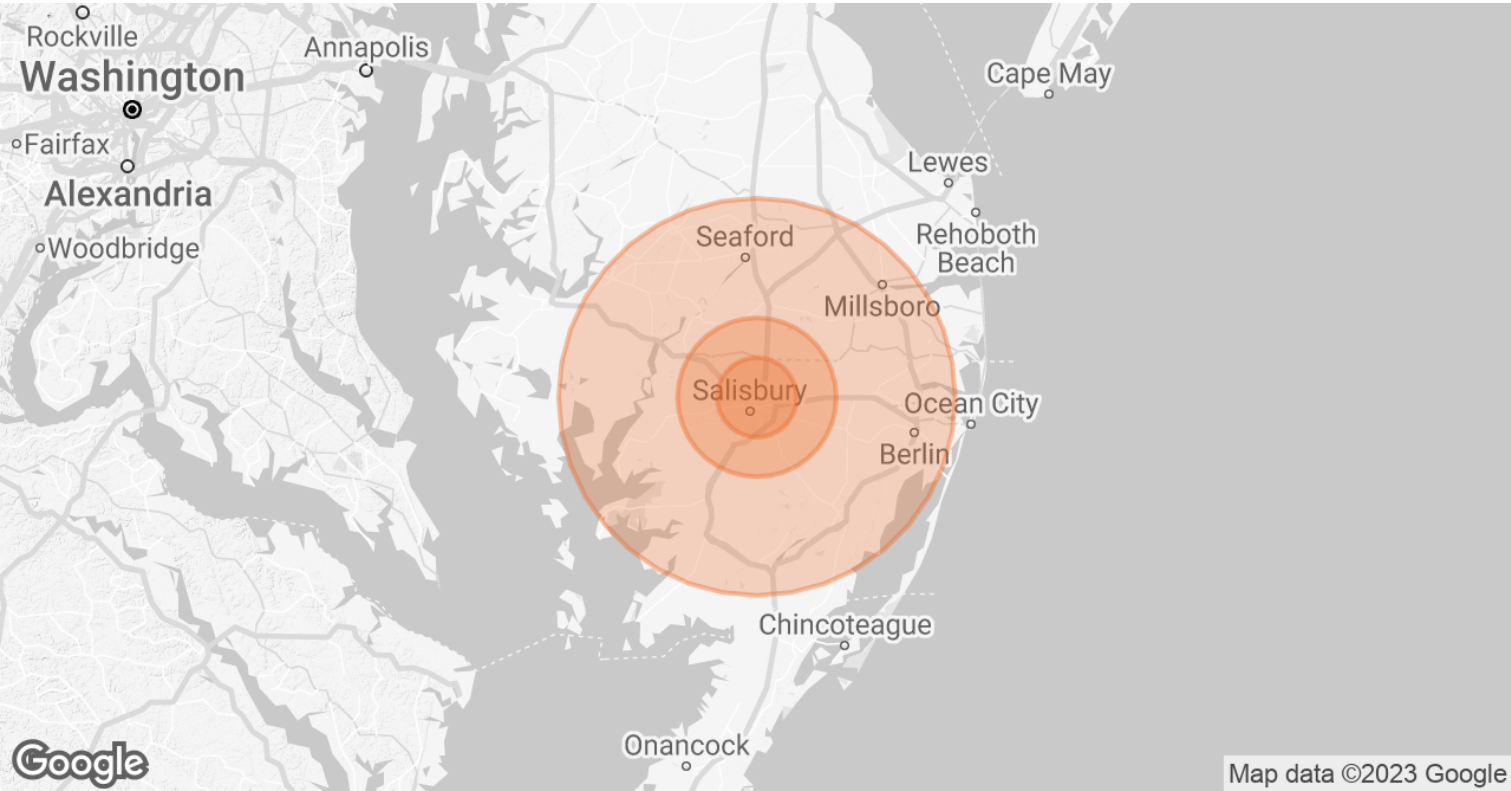 Rockville
Annapolis
Washington
Cape May
Fairfax
Lewes
Alexandria
Seaford
Rehoboth
Beach
Woodbridge
Millsboro
Salisbury
Ocean City
Berlin
Chincoteague
Onancock
Google
Map data ©2023 Google